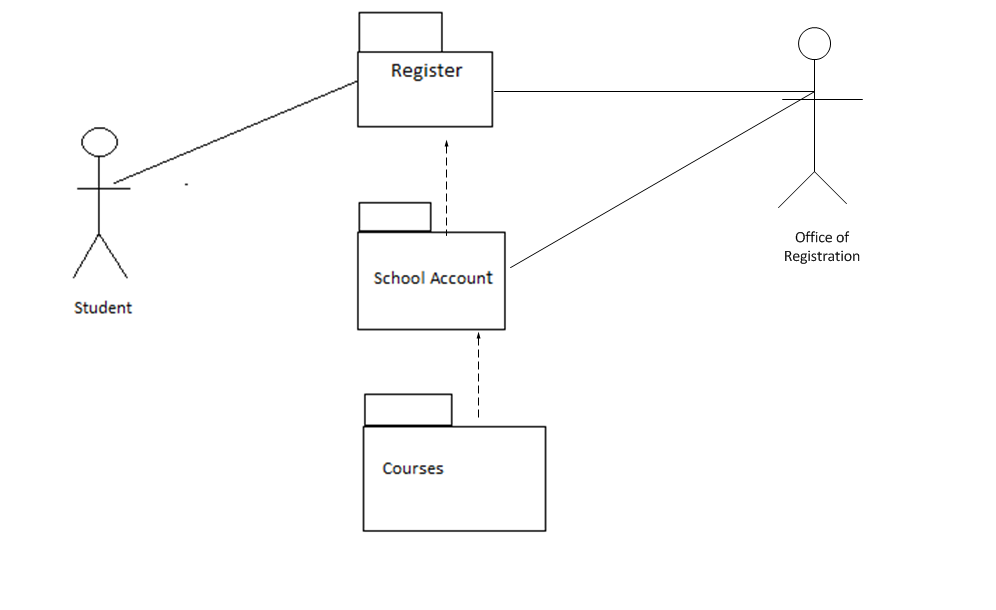 Register
School Account
Courses
Student
Office of
Registration